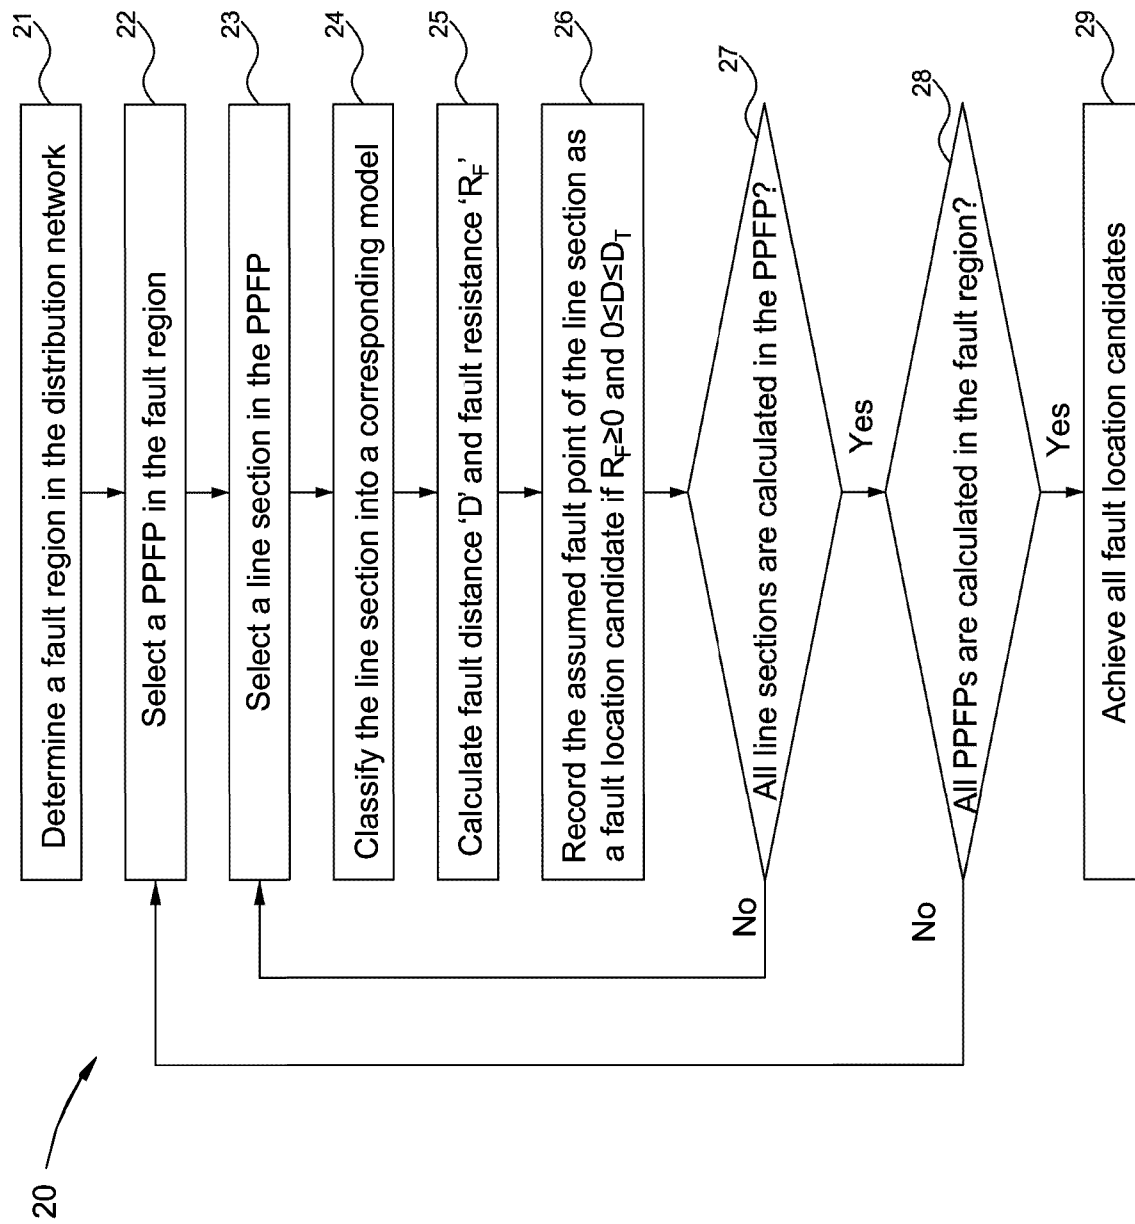 20
Determine a fault region in the distribution network
21
Select a PPFP in the fault region
22
Select a line section in the PPFP
23
Classify the line section into a corresponding model
24
Calculate fault distance 'D' and fault resistance 'R_F'
25
Record the assumed fault point of the line section as
a fault location candidate if R_F≥0 and 0≤D≤D_T
26
All line sections are calculated in the PPFP?
27
No
Yes
All PPFPs are calculated in the fault region?
28
No
Yes
Achieve all fault location candidates
29